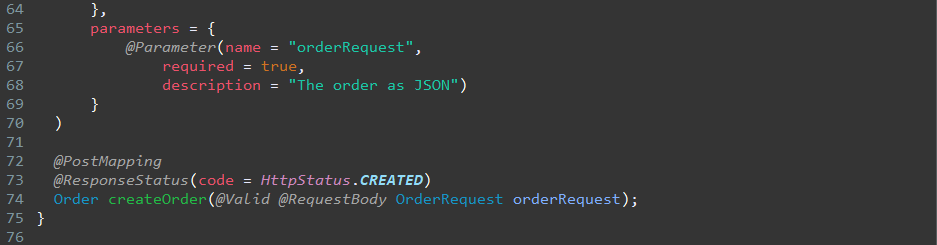 64         },
65         parameters = {
66             @Parameter(name = "orderRequest",
67                 required = true,
68                 description = "The order as JSON")
69         }
70     )
71
72     @PostMapping
73     @ResponseStatus(code = HttpStatus.CREATED)
74     Order createOrder(@Valid @RequestBody OrderRequest orderRequest);
75 }
76